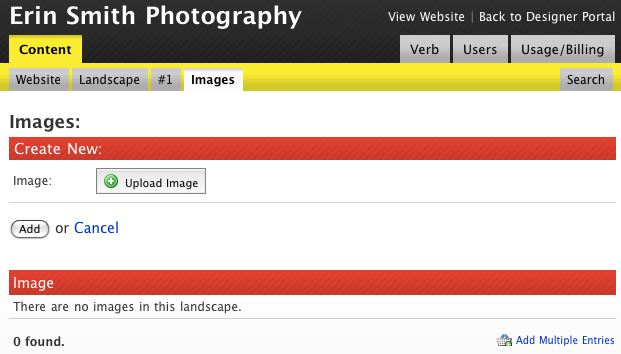 Erin Smith Photography
View Website | Back to Designer Portal
Content
Verb
Users
Usage/Billing
Website
Landscape
#1
Images
Search
Images:
Create New:
Image:
Upload Image
Add or Cancel
Image
There are no images in this landscape.
0 found.
Add Multiple Entries